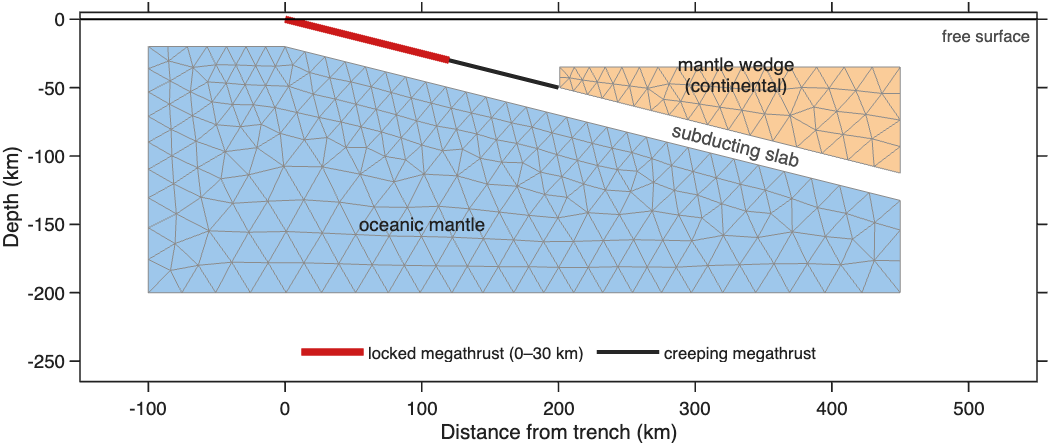 0
free surface
mantle wedge
(continental)
-50
subducting slab
-100
Depth (km)
oceanic mantle
-150
-200
locked megathrust (0–30 km)
creeping megathrust
-250
-100
0
100
200
300
400
500
Distance from trench (km)